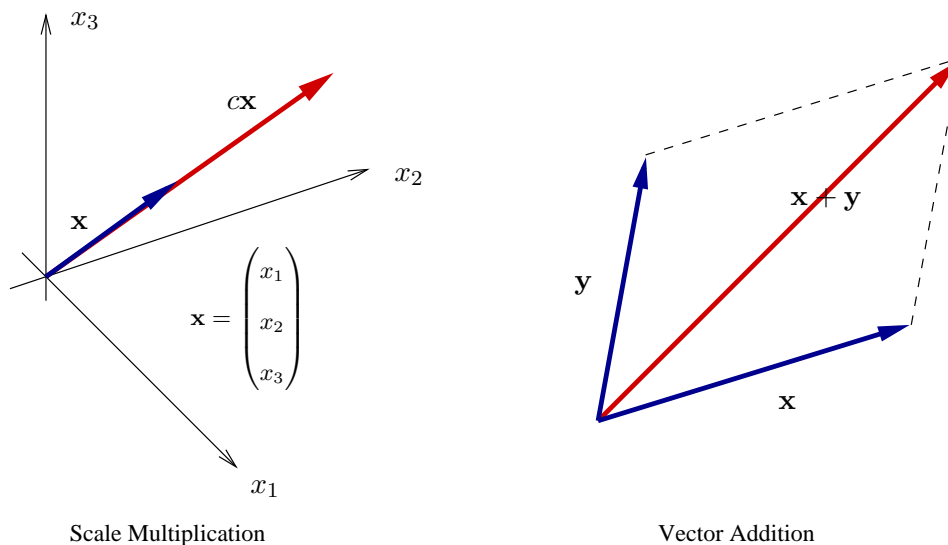 x₃
cx
x₂
x
x = (x₁
x₂
x₃)
x₁
Scale Multiplication
x + y
y
x
Vector Addition